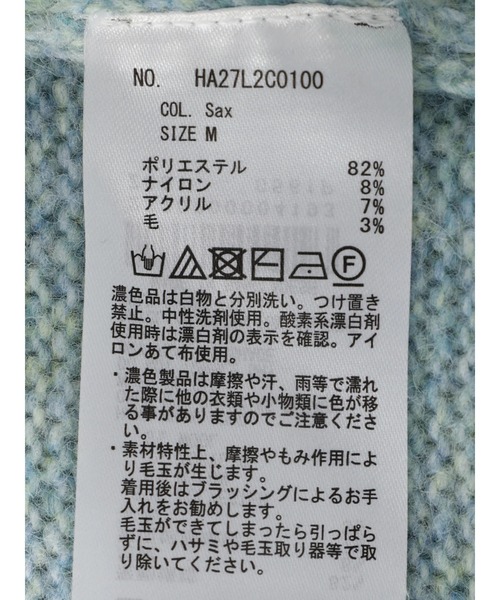 NO. HA27L2C0100
COL. Sax
SIZE M
ポリエステル 82%
ナイロン 8%
アクリル 7%
毛 3%
F
濃色品は白物と分別洗い。つけ置き
禁止。中性洗剤使用。酸素系漂白剤
使用時は漂白剤の表示を確認。アイ
ロンあて布使用。
・濃色製品は摩擦や汗、雨等で濡れ
た際に他の衣類や小物類に色が移
る事がありますのでご注意くださ
い。
・素材特性上、摩擦やもみ作用によ
り毛玉が生じます。
着用後はブラッシングによるお手
入れをお勧めします。
毛玉ができてしまったら引っぱら
ずに、ハサミや毛玉取り器等で取
り除いてください。